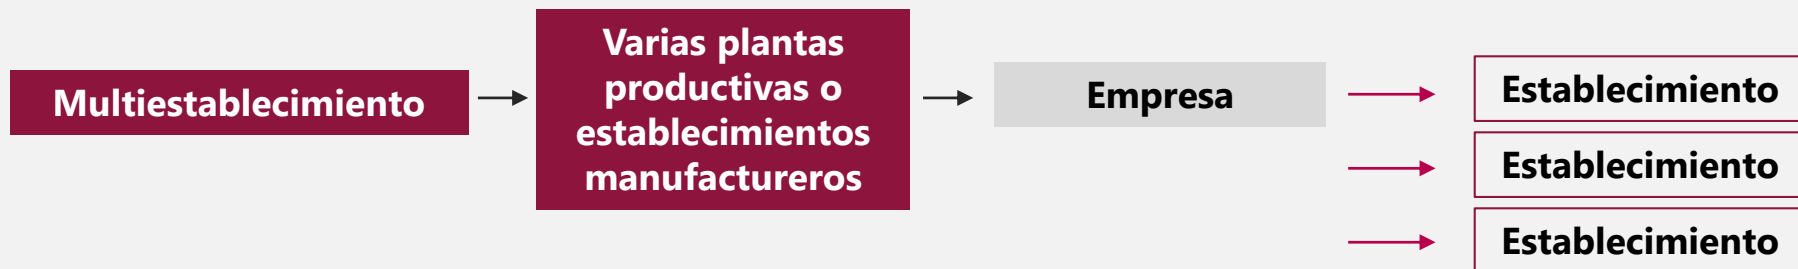 Multiestablecimiento
Varias plantas
productivas o
establecimientos
manufactureros
Empresa
Establecimiento
Establecimiento
Establecimiento